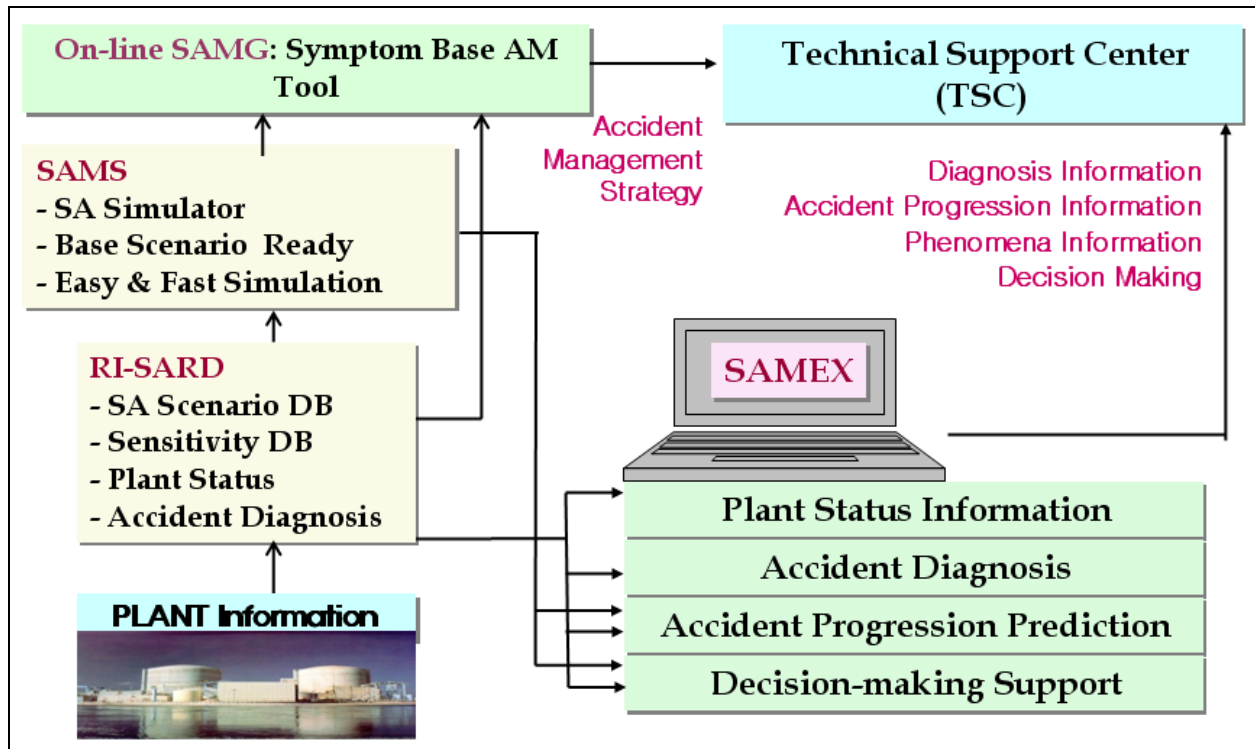 On-line SAMG: Symptom Base AM
Tool
Technical Support Center
(TSC)
Accident
Management
Strategy
Diagnosis Information
Accident Progression Information
Phenomena Information
Decision Making
SAMS
- SA Simulator
- Base Scenario Ready
- Easy & Fast Simulation
RI-SARD
- SA Scenario DB
- Sensitivity DB
- Plant Status
- Accident Diagnosis
PLANT Information
SAMEX
Plant Status Information
Accident Diagnosis
Accident Progression Prediction
Decision-making Support